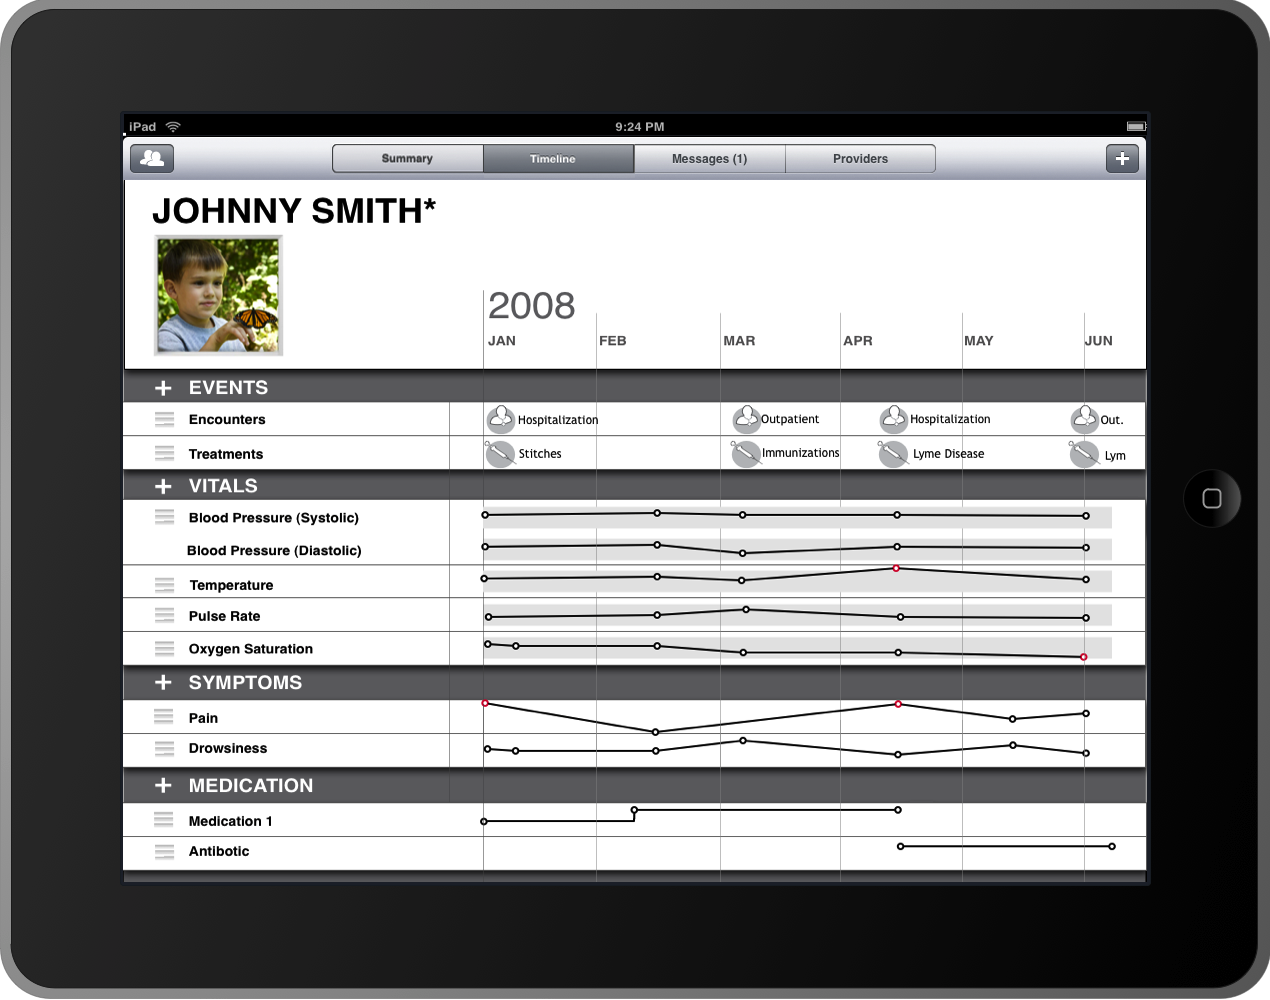 iPad 9:24 PM
Summary Timeline Messages (1) Providers +
JOHNNY SMITH*
2008
JAN FEB MAR APR MAY JUN
+ EVENTS
Encounters Hospitalization Outpatient Hospitalization Out.
Treatments Stitches Immunizations Lyme Disease Lym
+ VITALS
Blood Pressure (Systolic)
Blood Pressure (Diastolic)
Temperature
Pulse Rate
Oxygen Saturation
+ SYMPTOMS
Pain
Drowsiness
+ MEDICATION
Medication 1
Antibotic